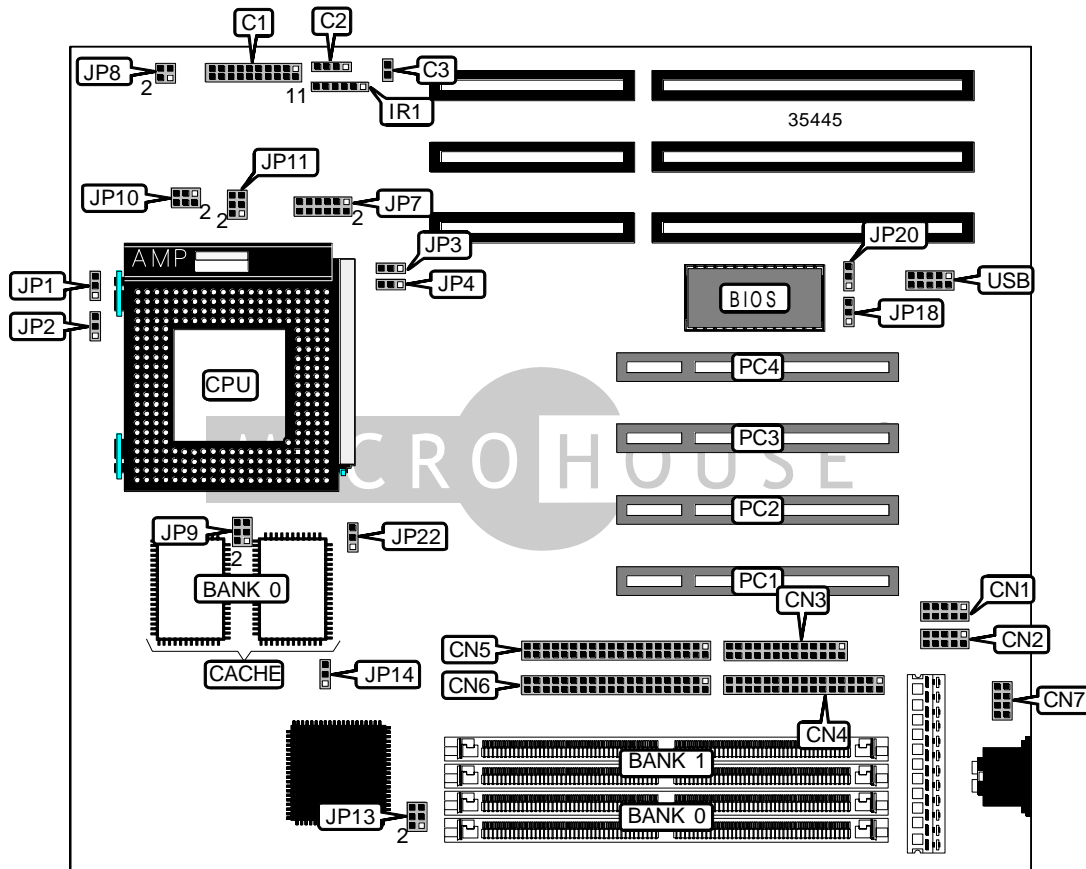 C1
C2
JP8
C3
2
11
IR1
35445
JP11
JP10
2
2
JP7
2
JP20
JP3
AMP
JP1
JP4
USB
BIOS
JP2
JP18
PC4
CPU
PC3
MICROHOUSE
PC2
JP9
JP22
2
PC1
BANK 0
CN3
CN1
CN2
CN5
CACHE
JP14
CN6
CN7
CN4
BANK 1
JP13
BANK 0
2